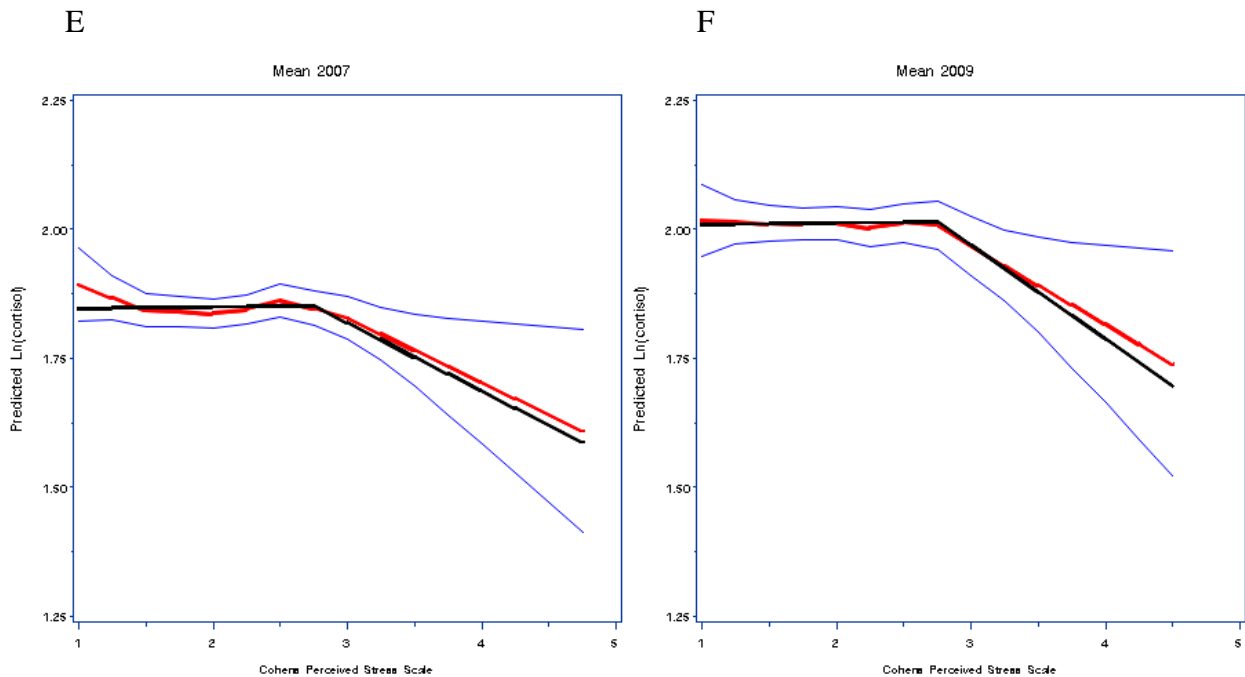 E
F
Mean 2007
Mean 2009
2.25
2.00
1.75
1.50
1.25
Predicted Ln(cortisol)
1
2
3
4
5
Cohens Perceived Stress Scale
2.25
2.00
1.75
1.50
1.25
Predicted Ln(cortisol)
1
2
3
4
5
Cohens Perceived Stress Scale